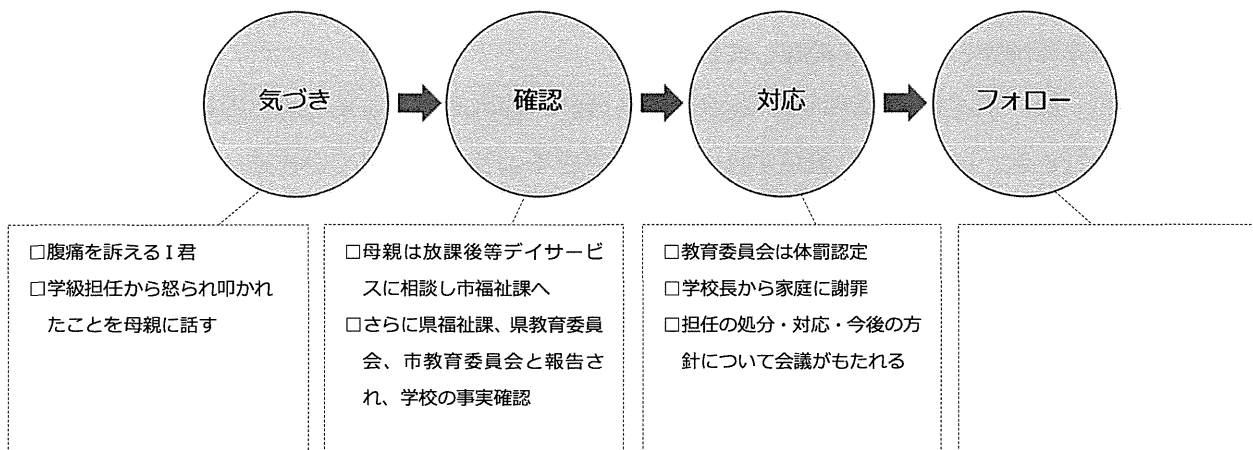 気づき
確認
対応
フォロー
□腹痛を訴えるI君
□学級担任から怒られ叩かれ
たことを母親に話す
□母親は放課後等デイサービ
スに相談し市福祉課へ
□さらに県福祉課、県教育委員
会、市教育委員会と報告さ
れ、学校の事実確認
□教育委員会は体罰認定
□学校長から家庭に謝罪
□担任の処分・対応・今後の方
針について会議がもたれる